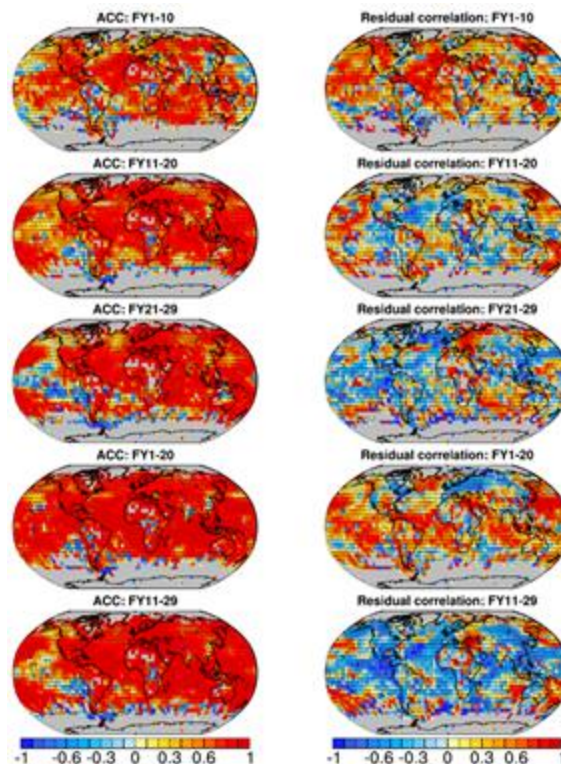 ACC: FY1-10
Residual correlation: FY1-10
ACC: FY11-20
Residual correlation: FY11-20
ACC: FY21-29
Residual correlation: FY21-29
ACC: FY1-20
Residual correlation: FY1-20
ACC: FY11-29
Residual correlation: FY11-29
-1 -0.6 -0.3 0 0.3 0.6 1
-1 -0.6 -0.3 0 0.3 0.6 1